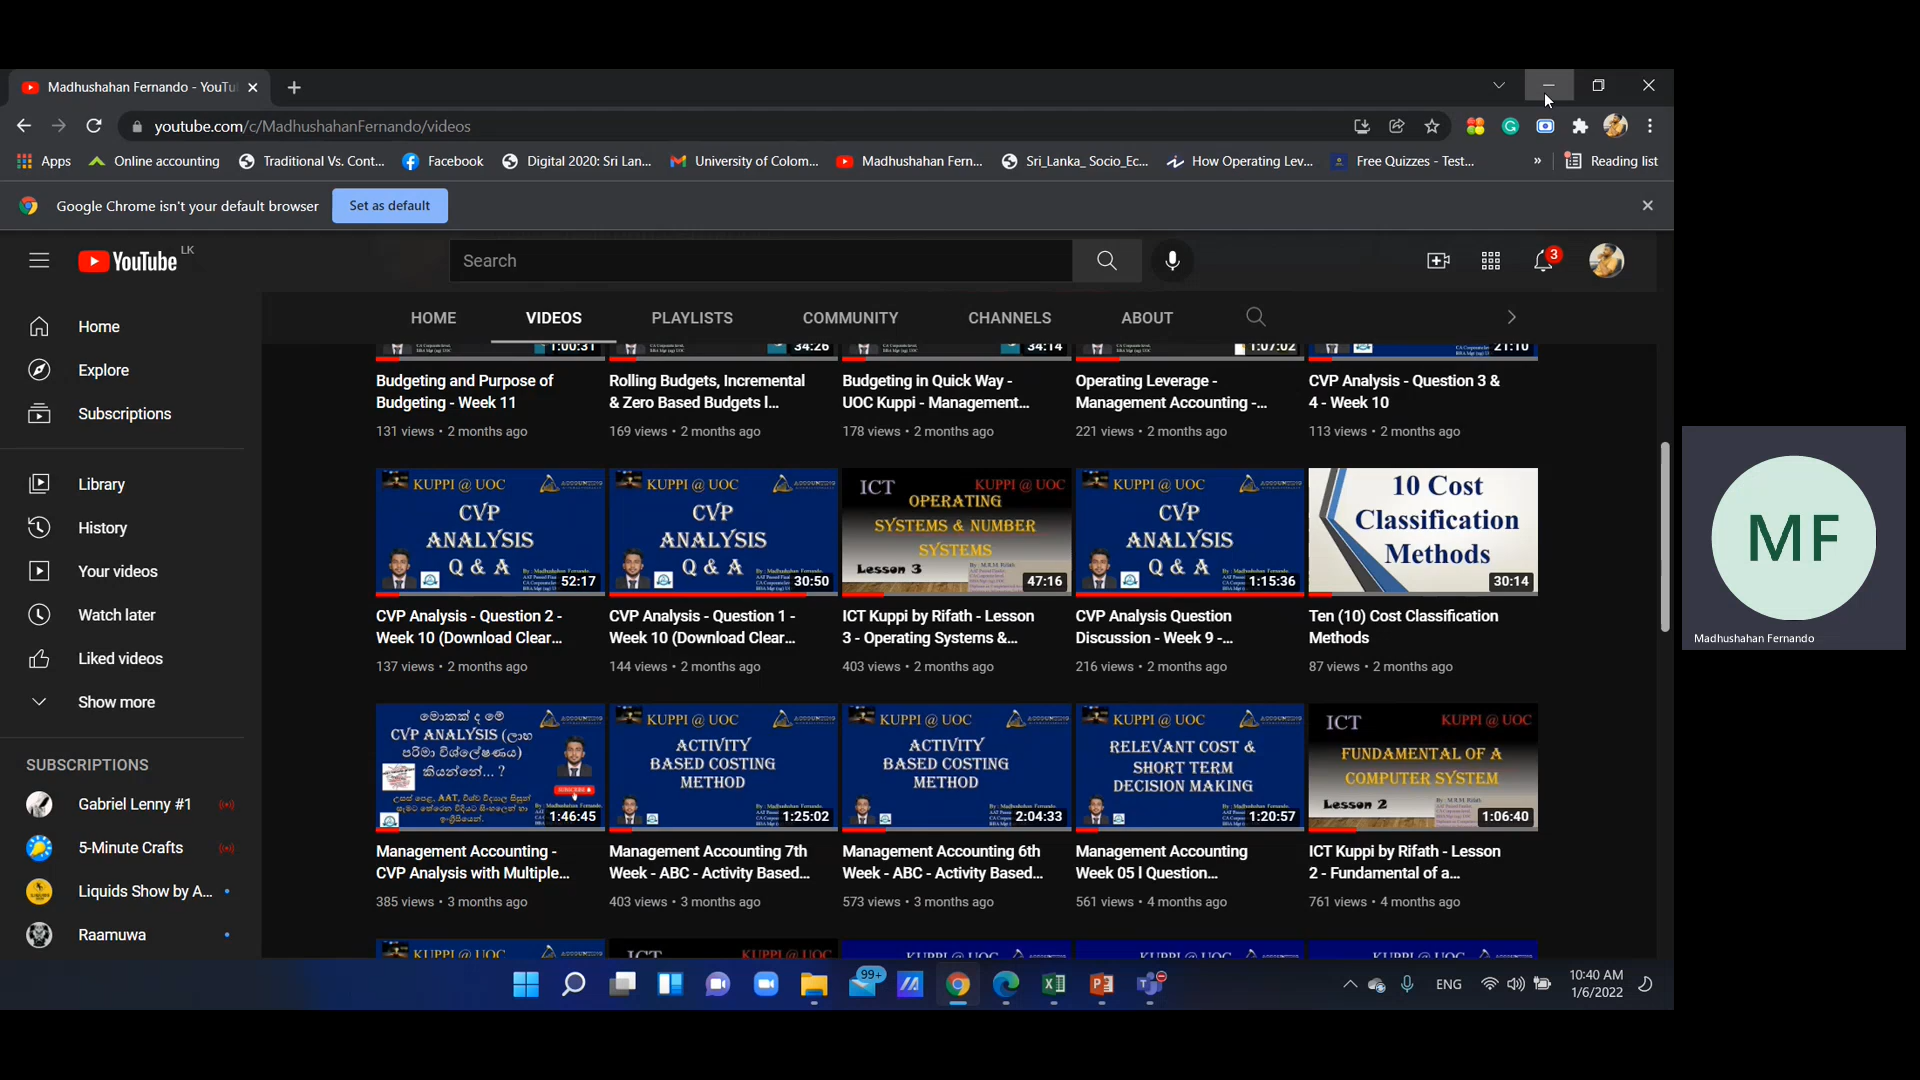 Madhushahan Fernando - YouTu
youtube.com/c/MadhushahanFernando/videos
Apps
Online accounting
Traditional Vs. Cont...
Facebook
Digital 2020: Sri Lan...
University of Colom...
Madhushahan Fern...
Sri_Lanka_ Socio_Ec...
How Operating Lev...
Free Quizzes - Test...
»
Reading list
Google Chrome isn't your default browser
Set as default
YouTube LK
Search
3
HOME
VIDEOS
PLAYLISTS
COMMUNITY
CHANNELS
ABOUT
Home
Explore
Subscriptions
Library
History
Your videos
Watch later
Liked videos
Show more
SUBSCRIPTIONS
Gabriel Lenny #1
5-Minute Crafts
Liquids Show by A...
Raamuwa
1:00:31
Budgeting and Purpose of
Budgeting - Week 11
131 views • 2 months ago
34:26
Rolling Budgets, Incremental
& Zero Based Budgets l...
169 views • 2 months ago
34:14
Budgeting in Quick Way -
UOC Kuppi - Management...
178 views • 2 months ago
1:07:02
Operating Leverage -
Management Accounting -...
221 views • 2 months ago
21:10
CVP Analysis - Question 3 &
4 - Week 10
113 views • 2 months ago
KUPPI @ UOC
CVP
ANALYSIS
Q & A
52:17
CVP Analysis - Question 2 -
Week 10 (Download Clear...
137 views • 2 months ago
KUPPI @ UOC
CVP
ANALYSIS
Q & A
30:50
CVP Analysis - Question 1 -
Week 10 (Download Clear...
144 views • 2 months ago
ICT
KUPPI @ UOC
OPERATING
SYSTEMS & NUMBER
SYSTEMS
Lesson 3
47:16
ICT Kuppi by Rifath - Lesson
3 - Operating Systems &...
403 views • 2 months ago
KUPPI @ UOC
CVP
ANALYSIS
Q & A
1:15:36
CVP Analysis Question
Discussion - Week 9 -...
216 views • 2 months ago
10 Cost
Classification
Methods
30:14
Ten (10) Cost Classification
Methods
87 views • 2 months ago
මොකක් ද මේ
CVP ANALYSIS (ලාභ
පරිමා විශ්ලේෂණය)
කියන්නේ... ?
SUBSCRIBE
1:46:45
Management Accounting -
CVP Analysis with Multiple...
385 views • 3 months ago
KUPPI @ UOC
ACTIVITY
BASED COSTING
METHOD
1:25:02
Management Accounting 7th
Week - ABC - Activity Based...
403 views • 3 months ago
KUPPI @ UOC
ACTIVITY
BASED COSTING
METHOD
2:04:33
Management Accounting 6th
Week - ABC - Activity Based...
573 views • 3 months ago
KUPPI @ UOC
RELEVANT COST &
SHORT TERM
DECISION MAKING
1:20:57
Management Accounting
Week 05 l Question...
561 views • 4 months ago
ICT
KUPPI @ UOC
FUNDAMENTAL OF A
COMPUTER SYSTEM
Lesson 2
1:06:40
ICT Kuppi by Rifath - Lesson
2 - Fundamental of a...
761 views • 4 months ago
MF
Madhushahan Fernando
99+
ENG
10:40 AM
1/6/2022